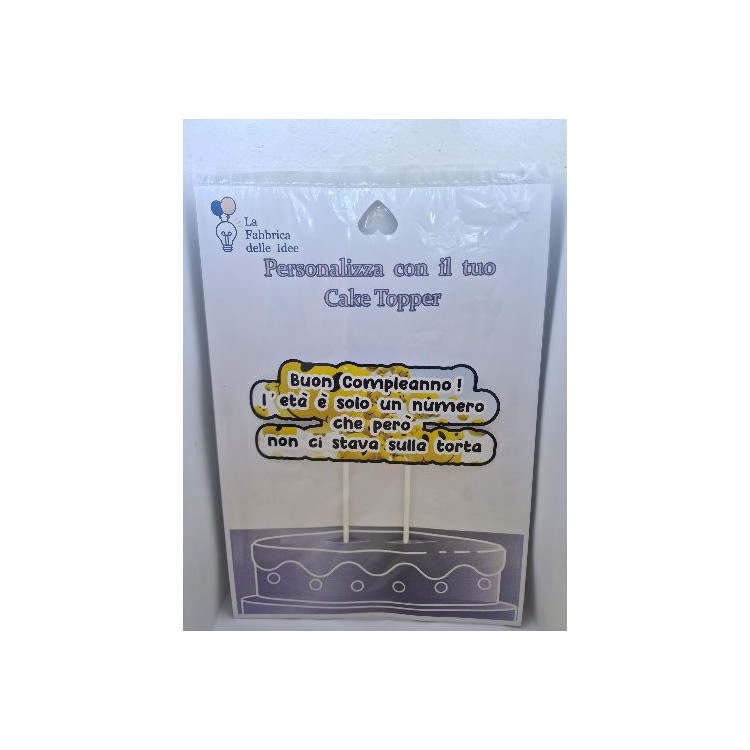 La
Fabbrica
delle idee
Personalizza con il tuo
Cake Topper
Buon Compleanno !
l'età è solo un numero
che però
non ci stava sulla torta